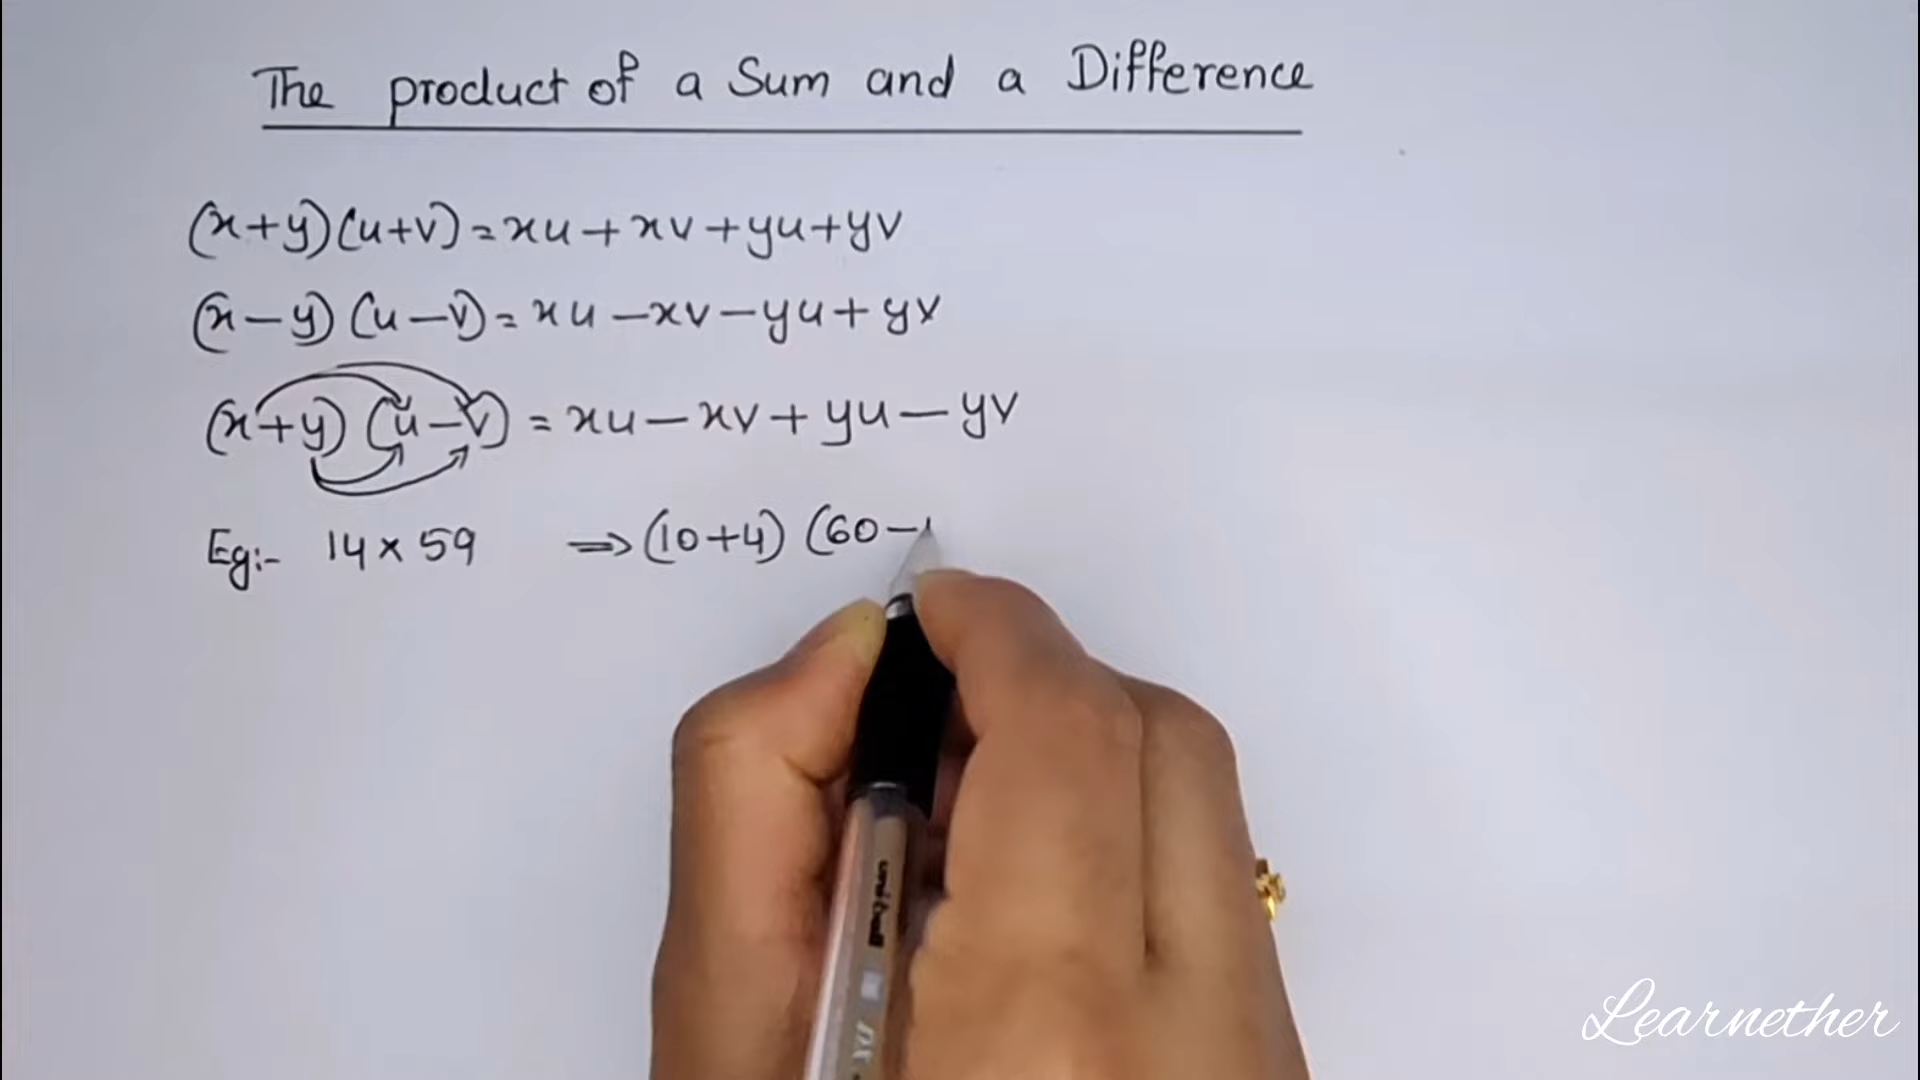 The product of a Sum and a Difference
(x+y)(u+v)=xu+xv+yu+yv
(x-y)(u-v)=xu-xv-yu+yv
(x+y)(u-v)=xu-xv+yu-yv
Eg:- 14×59 ⇒(10+4)(60-
uniball
Learnether